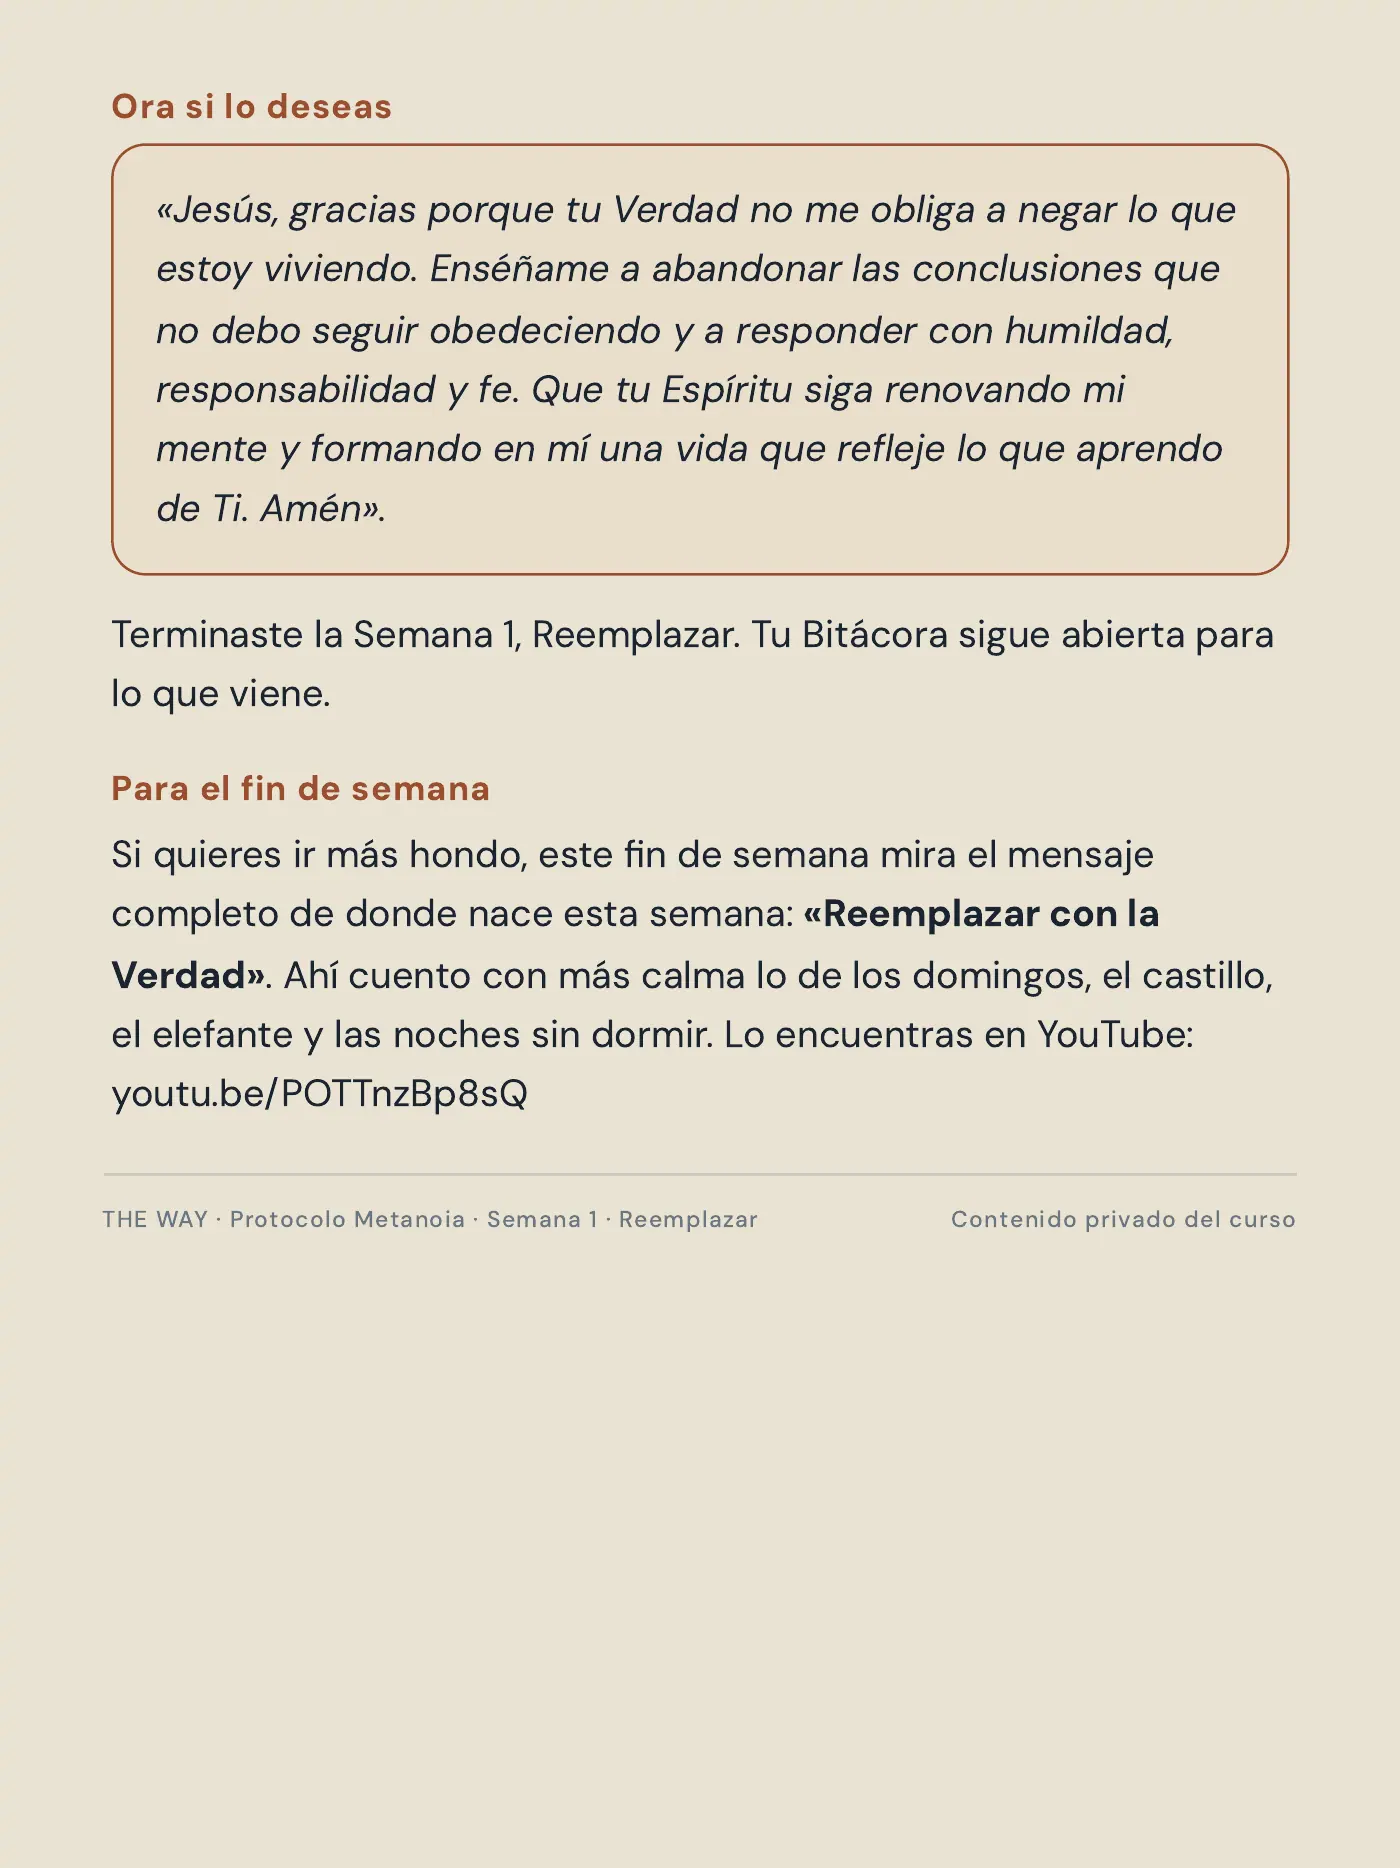 Ora si lo deseas
«Jesús, gracias porque tu Verdad no me obliga a negar lo que
estoy viviendo. Enséñame a abandonar las conclusiones que
no debo seguir obedeciendo y a responder con humildad,
responsabilidad y fe. Que tu Espíritu siga renovando mi
mente y formando en mí una vida que refleje lo que aprendo
de Ti. Amén».
Terminaste la Semana 1, Reemplazar. Tu Bitácora sigue abierta para
lo que viene.
Para el fin de semana
Si quieres ir más hondo, este fin de semana mira el mensaje
completo de donde nace esta semana: «Reemplazar con la
Verdad». Ahí cuento con más calma lo de los domingos, el castillo,
el elefante y las noches sin dormir. Lo encuentras en YouTube:
youtu.be/POTTnzBp8sQ
THE WAY · Protocolo Metanoia · Semana 1 · Reemplazar
Contenido privado del curso